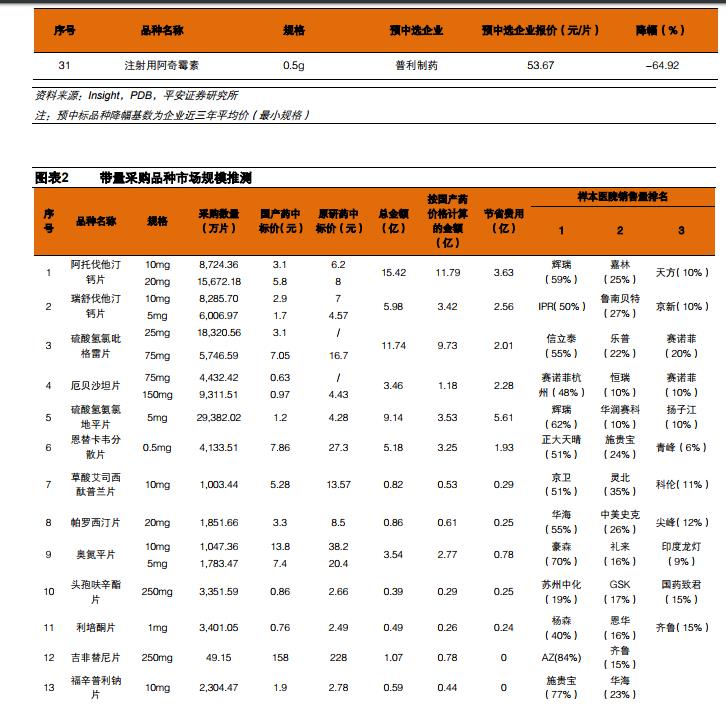 序号 品种名称 规格 预中选企业 预中选企业报价（元/片） 降幅（%）
31 注射用阿奇霉素 0.5g 普利制药 53.67 -64.92
资料来源：Insight，PDB，平安证券研究所
注：预中标品种降幅基数为企业近三年平均价（最小规格）
图表2 带量采购品种市场规模推测
序号 品种名称 规格 采购数量（万片） 国产药中标价(元) 原研药中标价（元） 总金额（亿） 按国产药价格计算的金额（亿） 节省费用（亿） 样本医院销售量排名
1 2 3
1 阿托伐他汀钙片 10mg 8,724.36 3.1 6.2 15.42 11.79 3.63 辉瑞（59%） 嘉林（25%） 天方(10%)
20mg 15,672.18 5.8 8
2 瑞舒伐他汀钙片 10mg 8,285.70 2.9 7 5.98 3.42 2.56 IPR(50%) 鲁南贝特（27%） 京新(10%)
5mg 6,006.97 1.7 4.57
3 硫酸氢氯吡格雷片 25mg 18,320.56 3.1 / 11.74 9.73 2.01 信立泰（55%） 乐普（22%） 赛诺菲（20%）
75mg 5,746.59 7.05 16.7
4 厄贝沙坦片 75mg 4,432.42 0.63 / 3.46 1.18 2.28 赛诺菲杭州（48%） 恒瑞（10%） 赛诺菲（10%）
150mg 9,311.51 0.97 4.43
5 硫酸氢氨氯地平片 5mg 29,382.02 1.2 4.28 9.14 3.53 5.61 辉瑞（62%） 华润赛科（10%） 扬子江（10%）
6 恩替卡韦分散片 0.5mg 4,133.51 7.86 27.3 5.18 3.25 1.93 正大天晴（51%） 施贵宝（24%） 青峰（6%）
7 草酸艾司西酞普兰片 10mg 1,003.44 5.28 13.57 0.82 0.53 0.29 京卫（51%） 灵北（35%） 科伦(11%)
8 帕罗西汀片 20mg 1,851.66 3.3 8.5 0.86 0.61 0.25 华海（55%） 中美史克（26%） 尖峰(12%)
9 奥氮平片 10mg 1,047.36 13.8 38.2 3.54 2.77 0.78 豪森（70%） 礼来（16%） 印度龙灯（9%）
5mg 1,783.47 7.4 20.4
10 头孢呋辛酯片 250mg 3,351.59 0.86 2.66 0.39 0.29 0.25 苏州中化（19%） GSK（17%） 国药致君（15%）
11 利培酮片 1mg 3,401.05 0.76 2.49 0.49 0.26 0.24 杨森（40%） 恩华（16%） 齐鲁(15%)
12 吉非替尼片 250mg 49.15 158 228 1.07 0.78 0 AZ(84%) 齐鲁（15%）
13 福辛普利钠片 10mg 2,304.47 1.9 2.78 0.59 0.44 0 施贵宝（77%） 华海（23%）